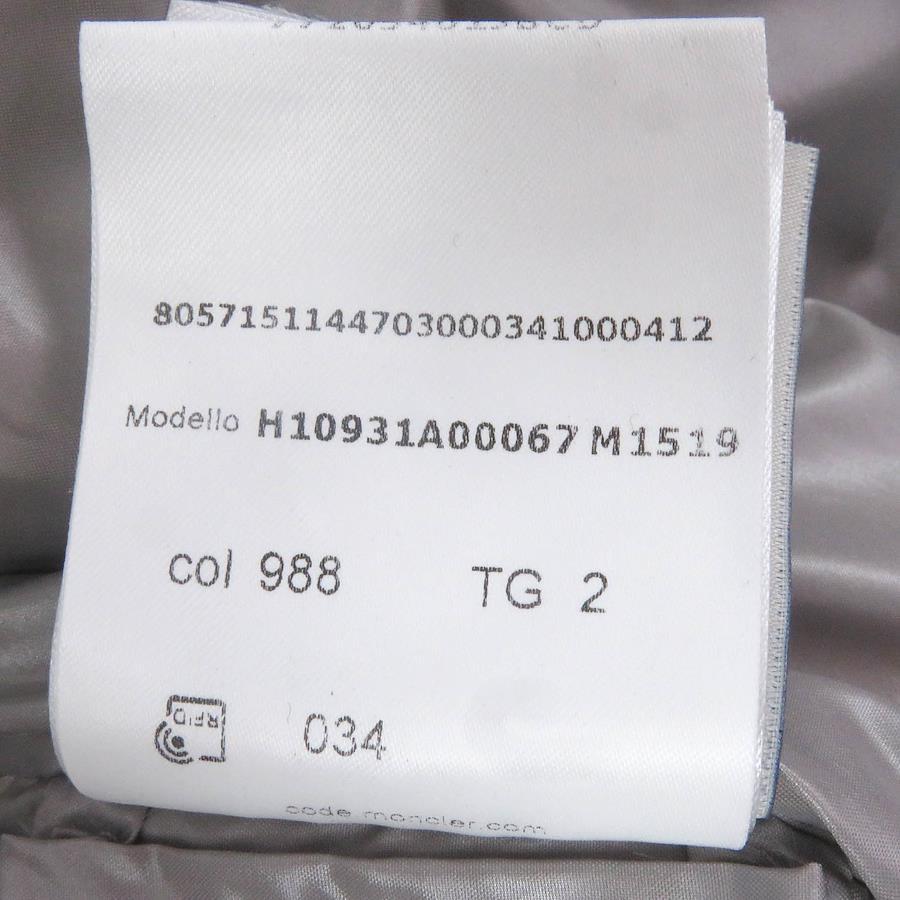 8057151144703000341000412
Modello H10931A00067 M1519
col 988 TG 2
RFID 034
code.moncler.com